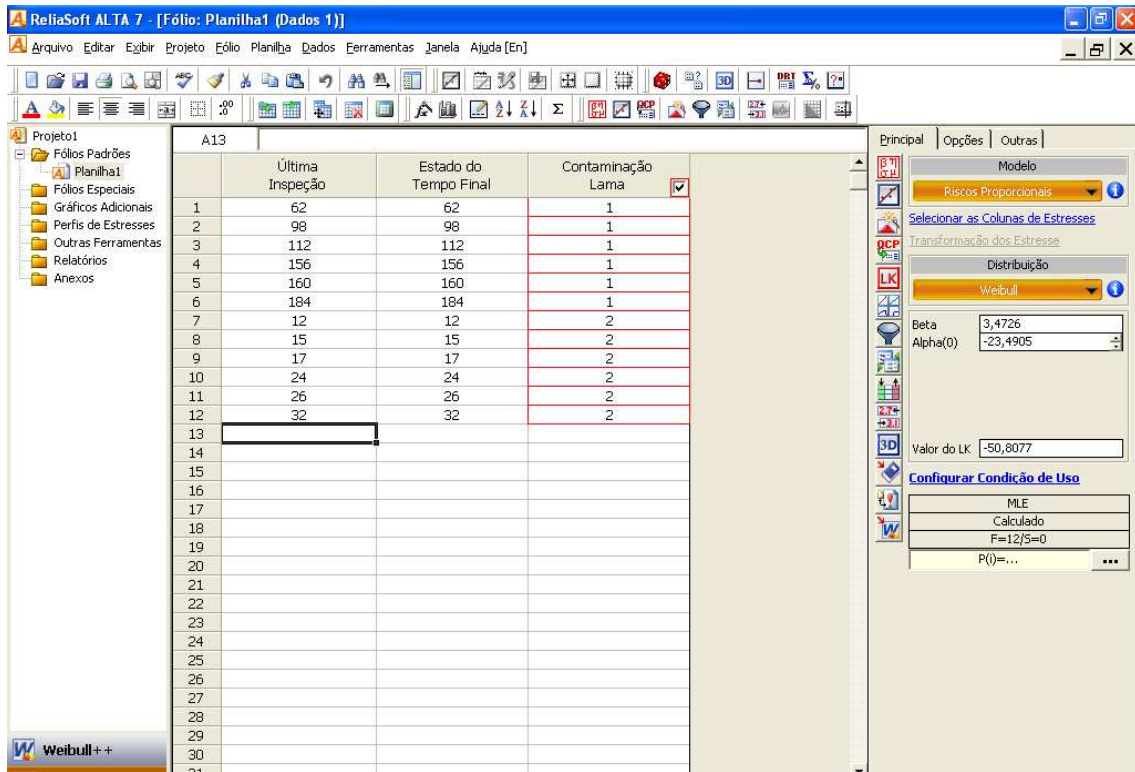 ReliaSoft ALTA 7 - [Fólio: Planilha1 (Dados 1)]
Arquivo Editar Exibir Projeto Fólio Planilha Dados Ferramentas Janela Ajuda [En]
Projeto1
Fólios Padrões
Planilha1
Fólios Especiais
Gráficos Adicionais
Perfis de Estresses
Outras Ferramentas
Relatórios
Anexos
A13
Última Inspeção Estado do Tempo Final Contaminação Lama
1 62 62 1
2 98 98 1
3 112 112 1
4 156 156 1
5 160 160 1
6 184 184 1
7 12 12 2
8 15 15 2
9 17 17 2
10 24 24 2
11 26 26 2
12 32 32 2
13
14
15
16
17
18
19
20
21
22
23
24
25
26
27
28
29
30
Principal Opções Outras
Modelo
Riscos Proporcionais
Selecionar as Colunas de Estresses
Transformação dos Estresse
Distribuição
Weibull
Beta 3,4726
Alpha(0) -23,4905
Valor do LK -50,8077
Configurar Condição de Uso
MLE
Calculado
F=12/S=0
P(i)=... ...
QCP
LK
3D
Weibull++